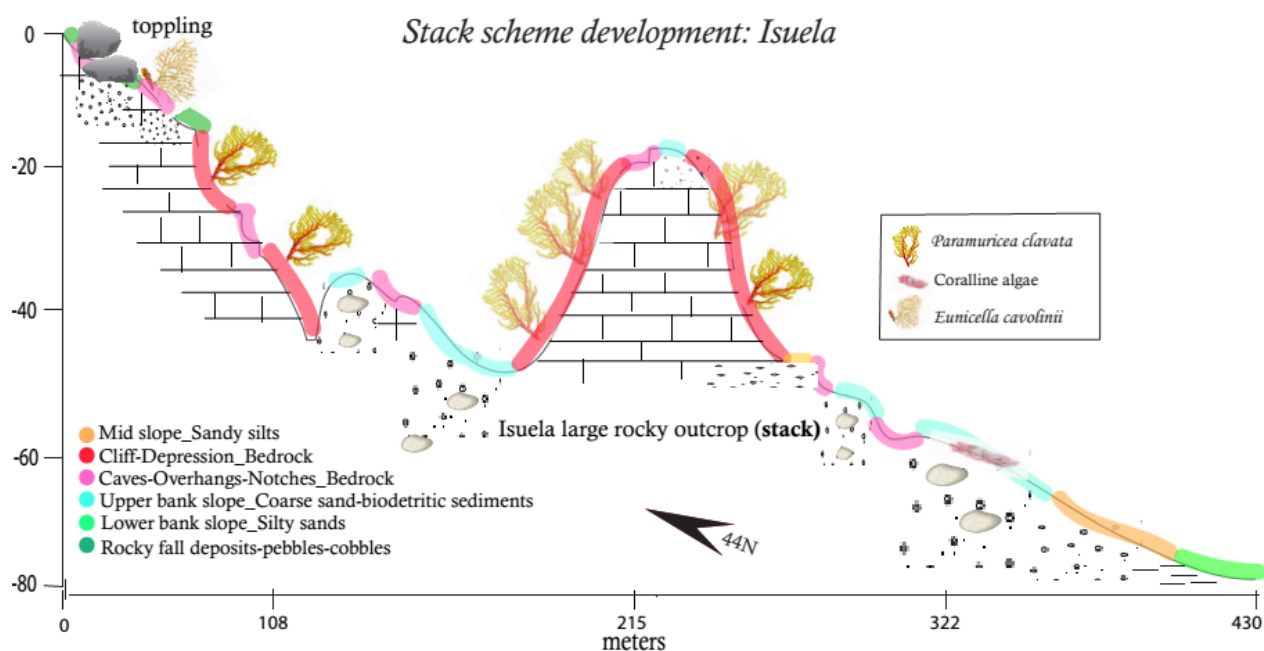 Stack scheme development: Isuela
toppling
0
-20
-40
-60
-80
Paramuricea clavata
Coralline algae
Eunicella cavolinii
Isuela large rocky outcrop (stack)
Mid slope_Sandy silts
Cliff-Depression_Bedrock
Caves-Overhangs-Notches_Bedrock
Upper bank slope_Coarse sand-biodetritic sediments
Lower bank slope_Silty sands
Rocky fall deposits-pebbles-cobbles
44N
0
108
215
322
430
meters